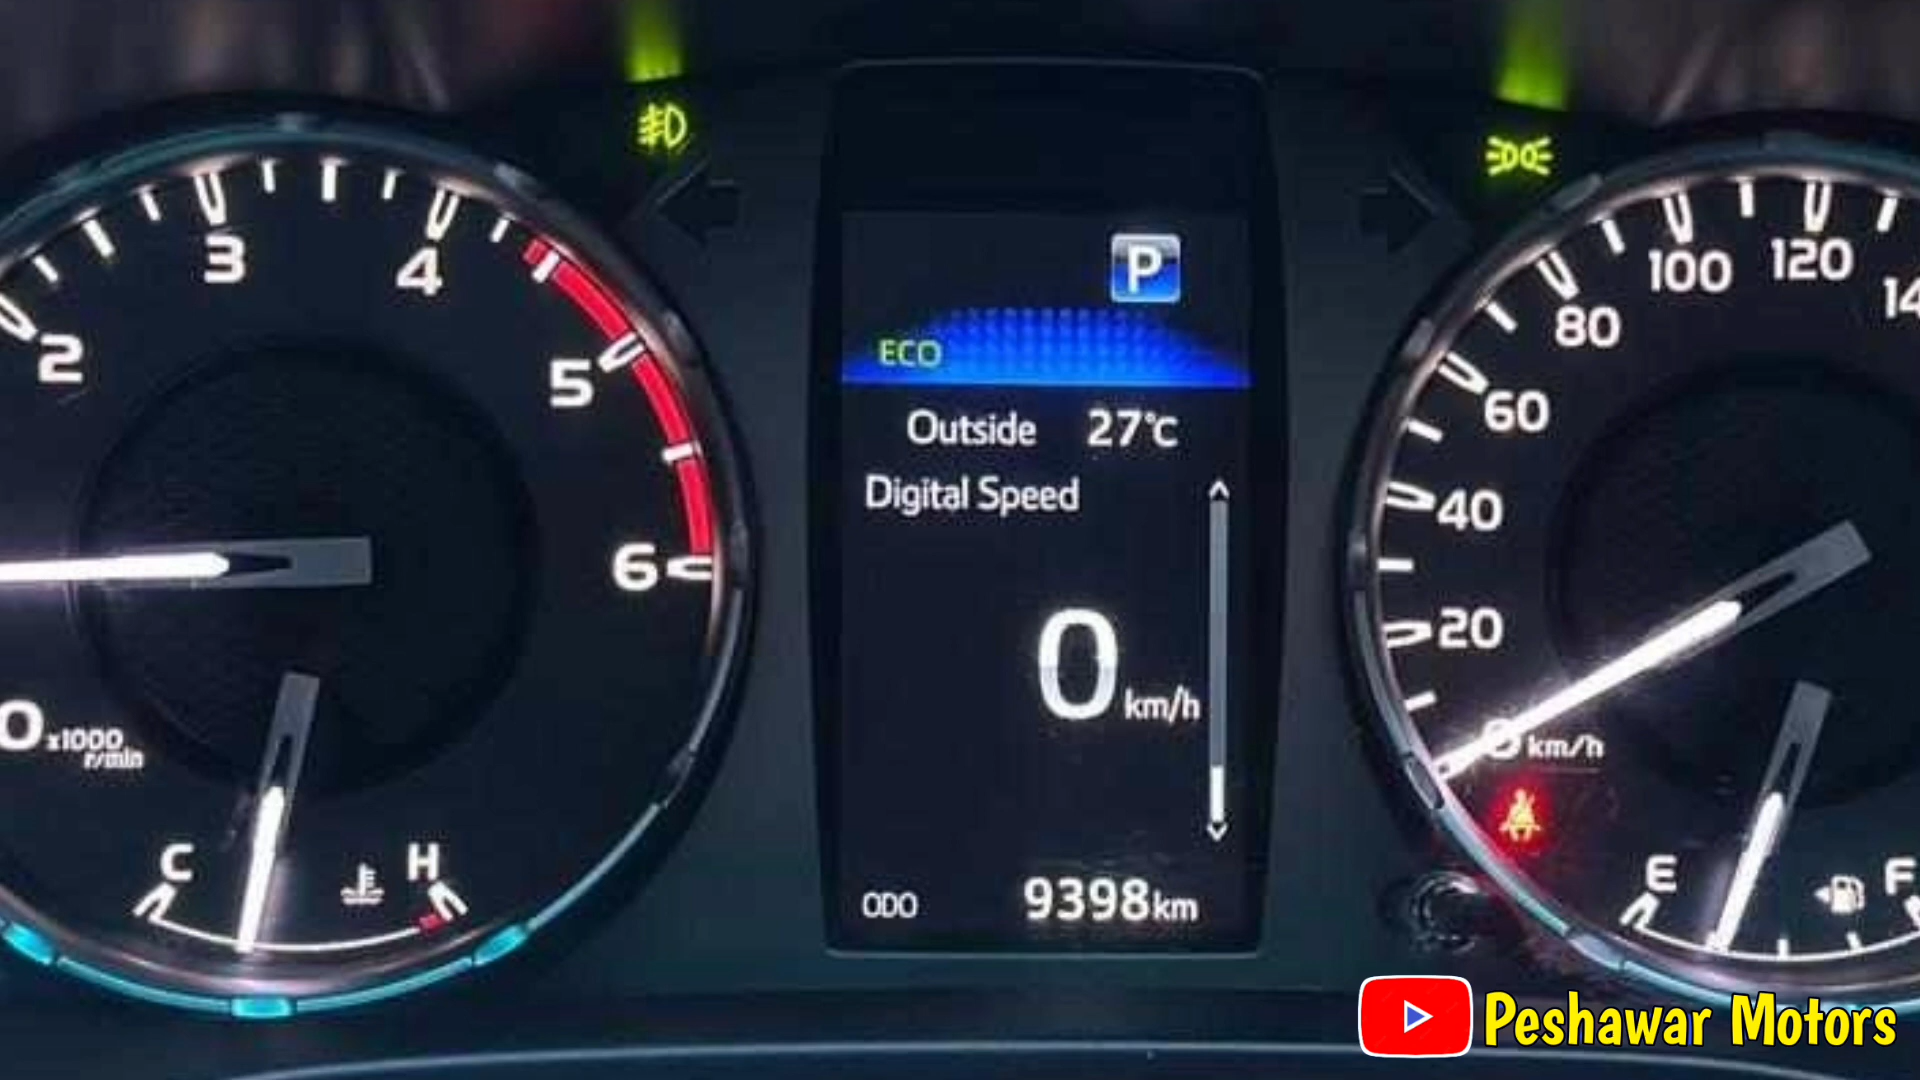 2
3
4
5
6
0 x1000
r/min
C
H
P
ECO
Outside 27°C
Digital Speed
0 km/h
ODO 9398km
0 km/h
20
40
60
80
100
120
14
E
F
Peshawar Motors